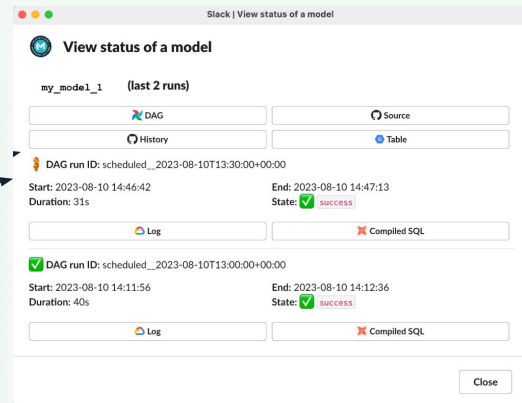 Slack | View status of a model
View status of a model
my_model_1 (last 2 runs)
DAG Source
History Table
DAG run ID: scheduled__2023-08-10T13:30:00+00:00
Start: 2023-08-10 14:46:42 End: 2023-08-10 14:47:13
Duration: 31s State: success
Log Compiled SQL
DAG run ID: scheduled__2023-08-10T13:00:00+00:00
Start: 2023-08-10 14:11:56 End: 2023-08-10 14:12:36
Duration: 40s State: success
Log Compiled SQL
Close